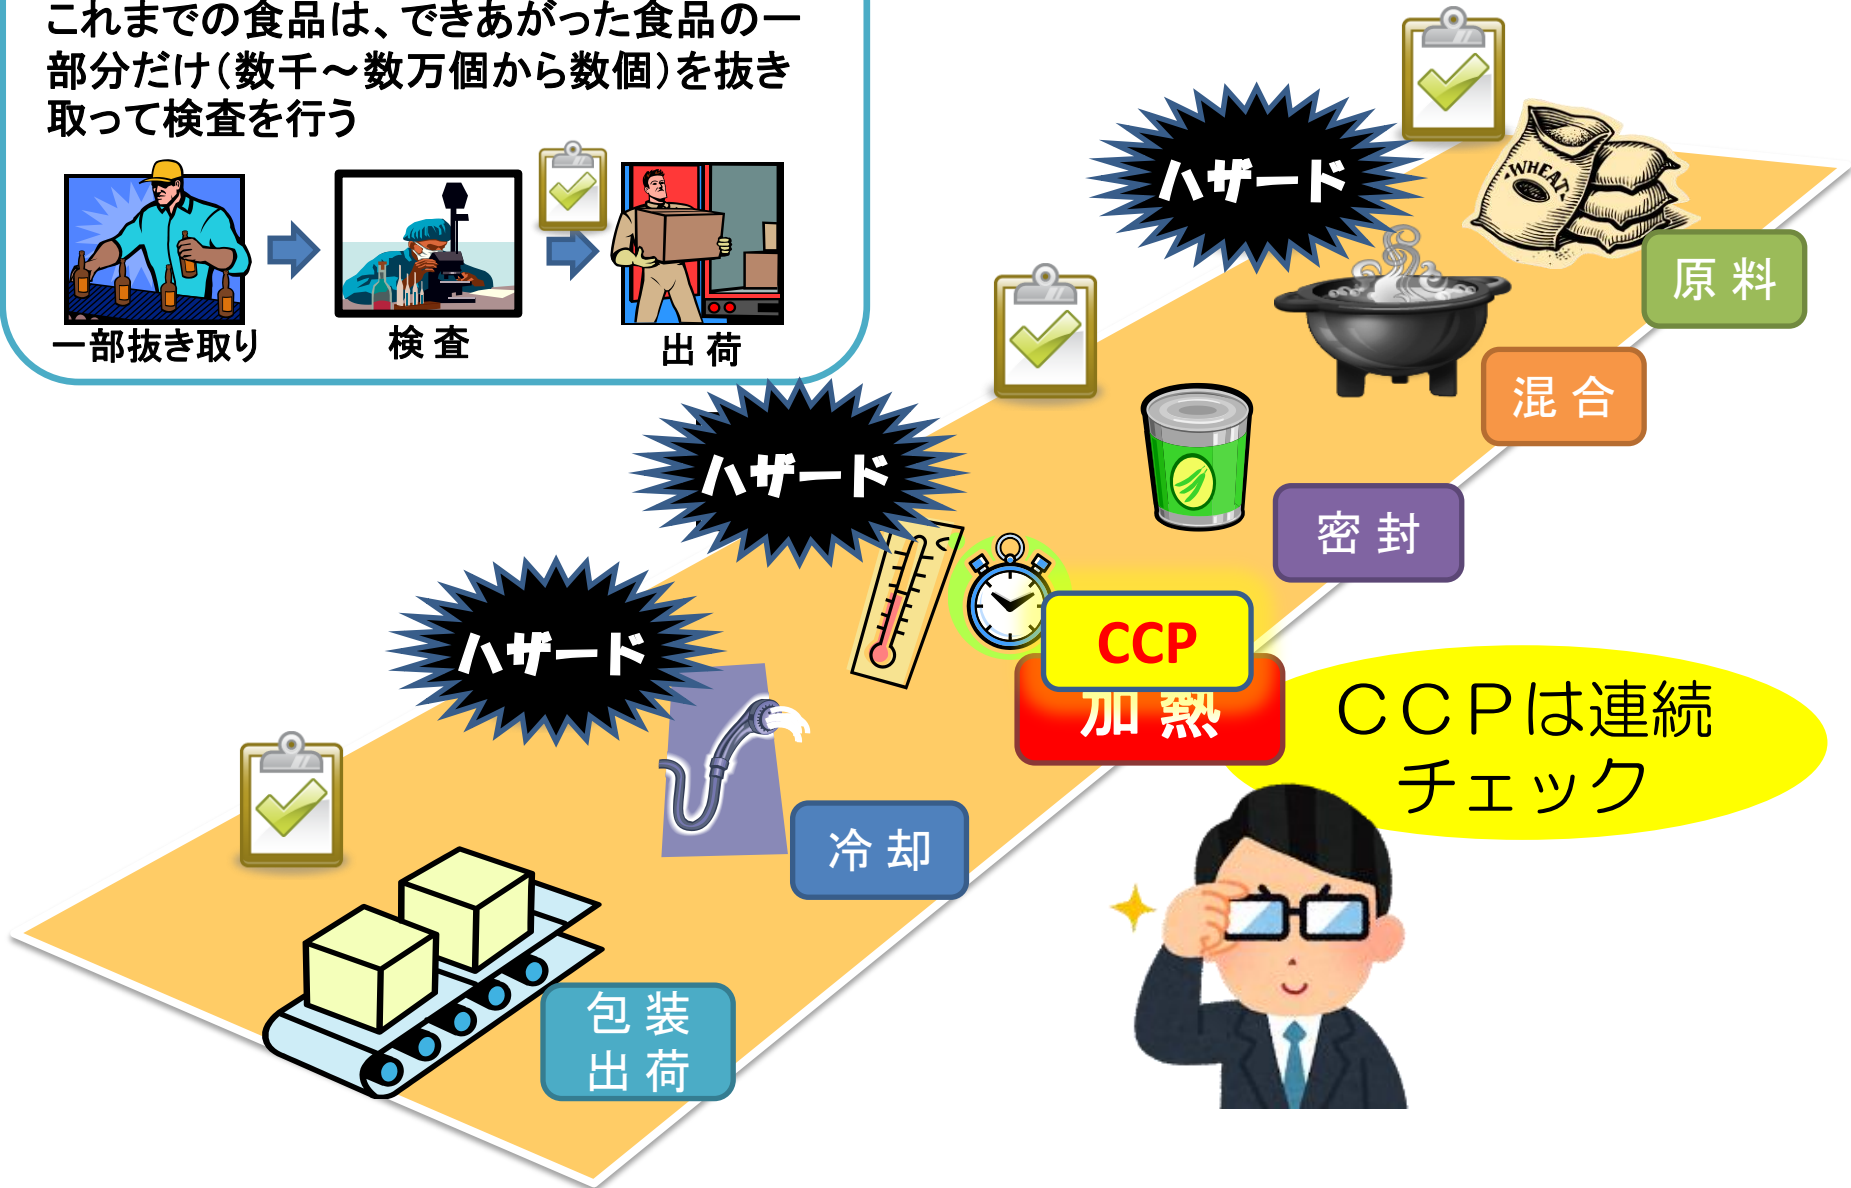 これまでの食品は、できあがった食品の一
部分だけ（数千～数万個から数個）を抜き
取って検査を行う
一部抜き取り
検 査
出 荷
ハザード
WHEAT
原 料
混 合
ハザード
密 封
CCP
加 熱
ＣＣＰは連続
チェック
ハザード
冷 却
包 装
出 荷